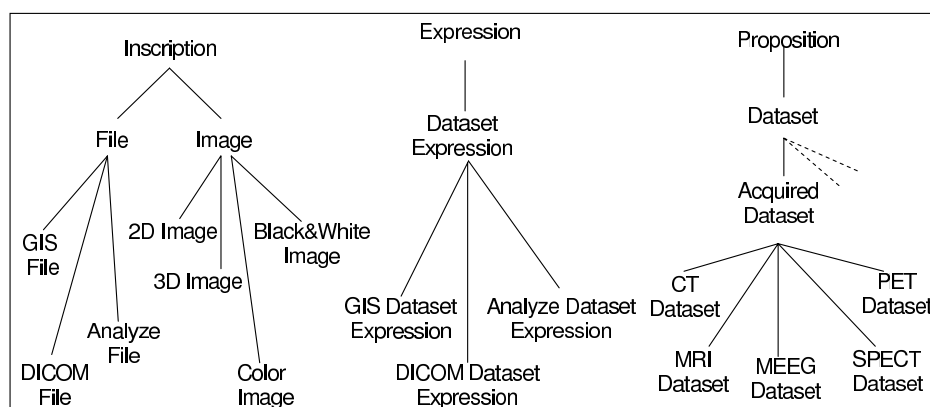 Inscription
File
Image
GIS
File
DICOM
File
Analyze
File
2D Image
3D Image
Color
Image
Black&White
Image
Expression
Dataset
Expression
GIS Dataset
Expression
DICOM Dataset
Expression
Analyze Dataset
Expression
Proposition
Dataset
Acquired
Dataset
CT
Dataset
MRI
Dataset
MEEG
Dataset
SPECT
Dataset
PET
Dataset